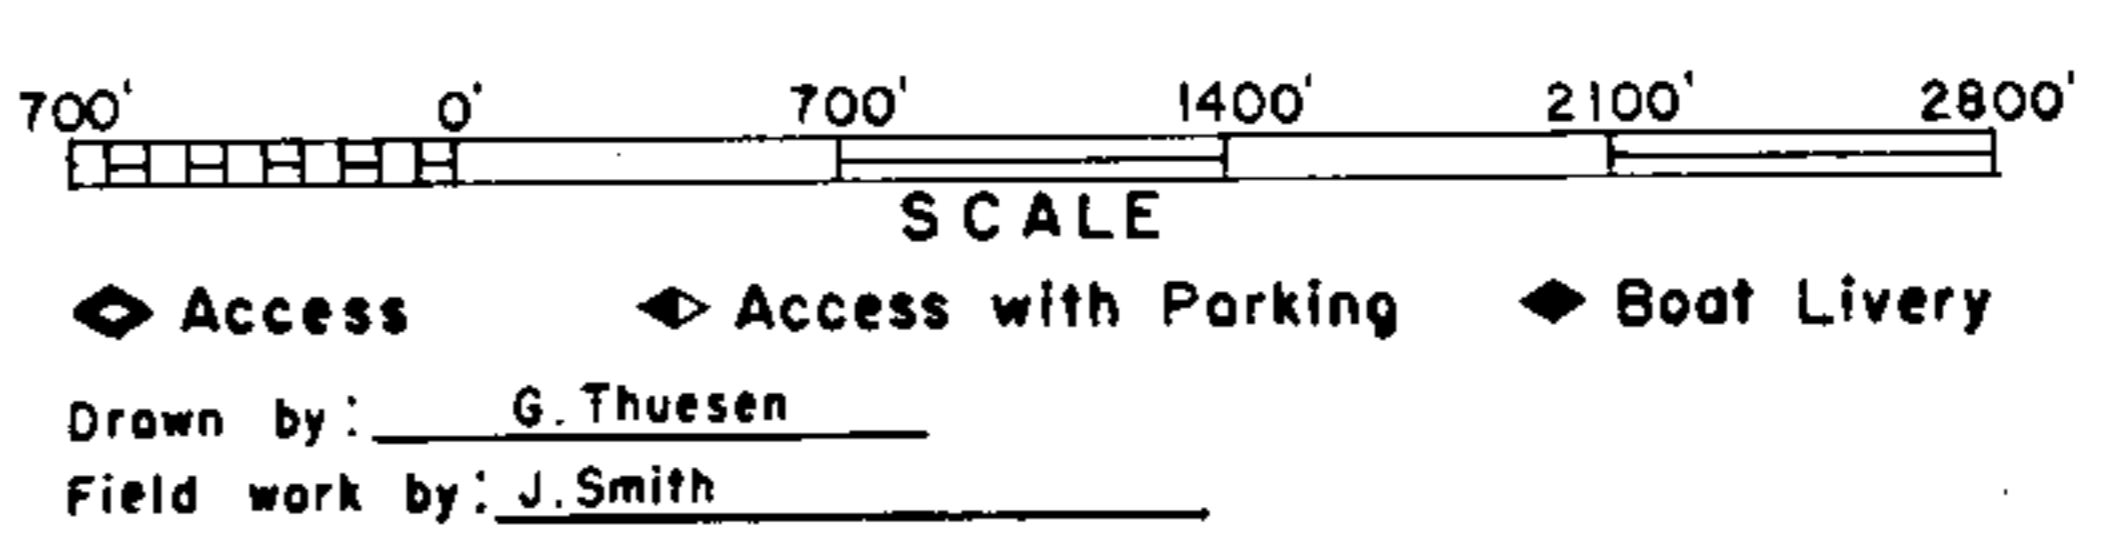 700' 0' 700' 1400' 2100' 2800'
SCALE
Access Access with Parking Boat Livery
Drawn by: G. Thuesen
Field work by: J. Smith